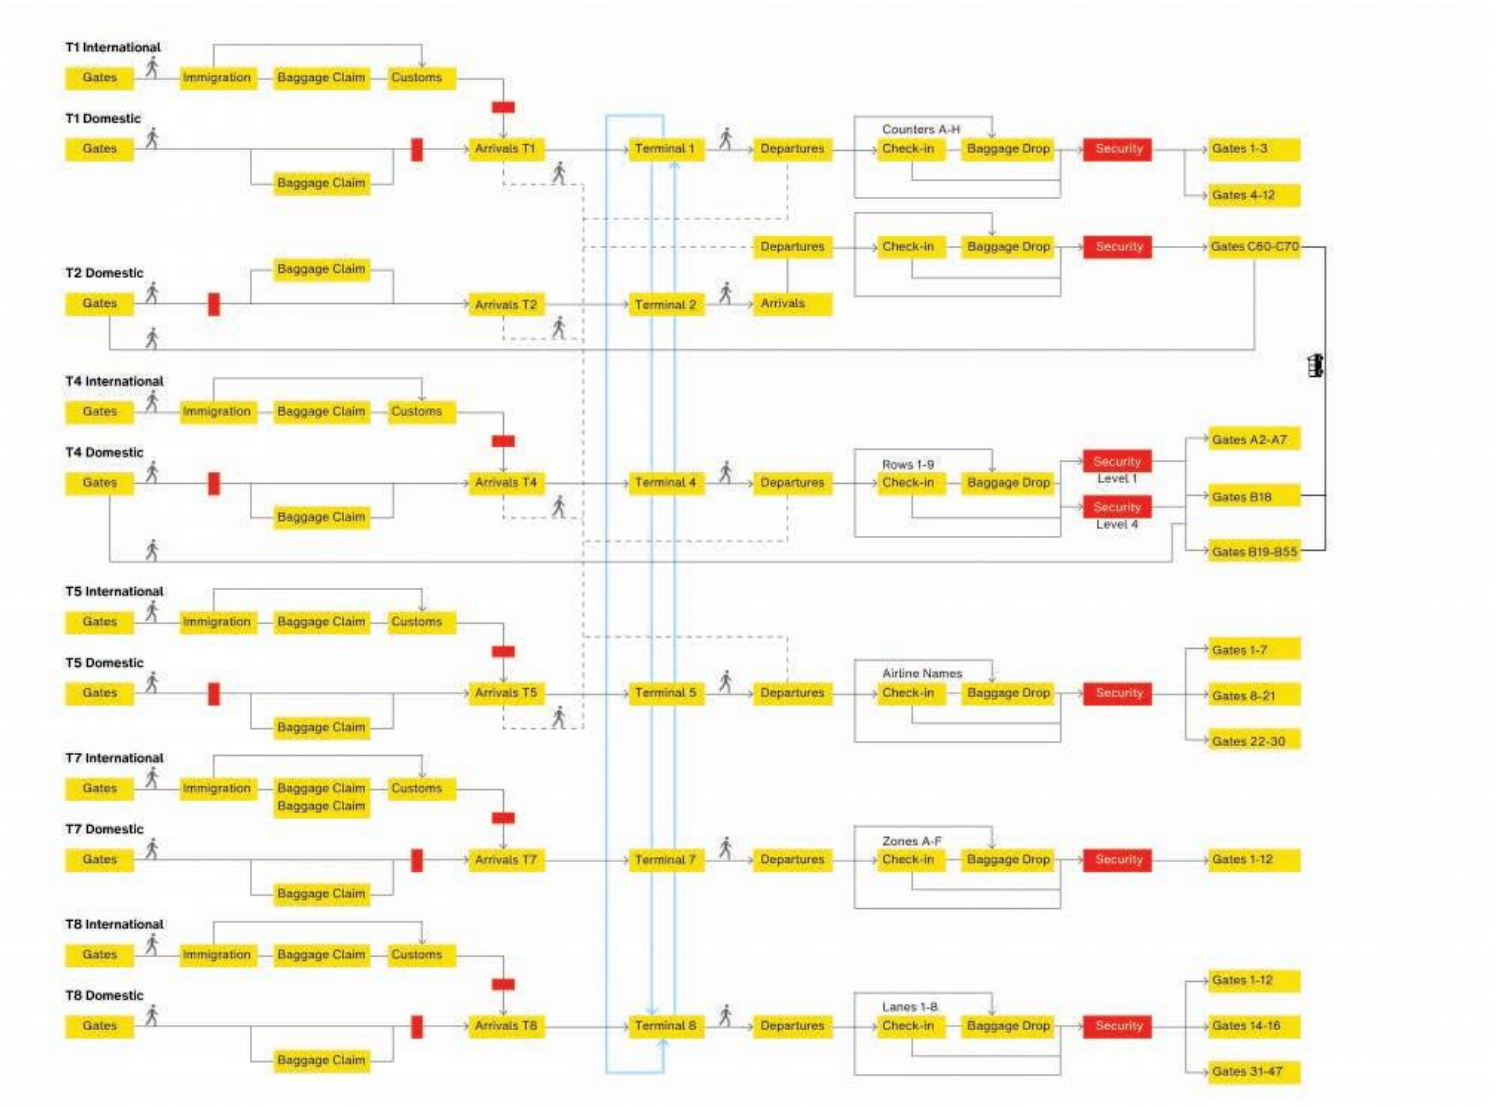 T1 International
Gates Immigration Baggage Claim Customs
T1 Domestic
Counters A-H
Gates Arrivals T1 Terminal 1 Departures Check-in Baggage Drop Security Gates 1-3
Baggage Claim
Gates 4-12
Departures Check-in Baggage Drop Security Gates C60-C70
Baggage Claim
T2 Domestic
Gates Arrivals T2 Terminal 2 Arrivals
T4 International
Gates Immigration Baggage Claim Customs
Gates A2-A7
T4 Domestic
Rows 1-9 Security
Level 1
Gates Arrivals T4 Terminal 4 Departures Check-in Baggage Drop
Gates B18
Security
Baggage Claim
Level 4
Gates B19-B55
T5 International
Gates Immigration Baggage Claim Customs
Gates 1-7
T5 Domestic
Airline Names
Gates Arrivals T5 Terminal 5 Departures Check-in Baggage Drop Security Gates 8-21
Baggage Claim
Gates 22-30
T7 International
Gates Immigration Baggage Claim Customs
Baggage Claim
T7 Domestic
Zones A-F
Gates Arrivals T7 Terminal 7 Departures Check-in Baggage Drop Security Gates 1-12
Baggage Claim
T8 International
Gates Immigration Baggage Claim Customs
Gates 1-12
T8 Domestic
Lanes 1-8
Gates Arrivals T8 Terminal 8 Departures Check-in Baggage Drop Security Gates 14-16
Baggage Claim
Gates 31-47